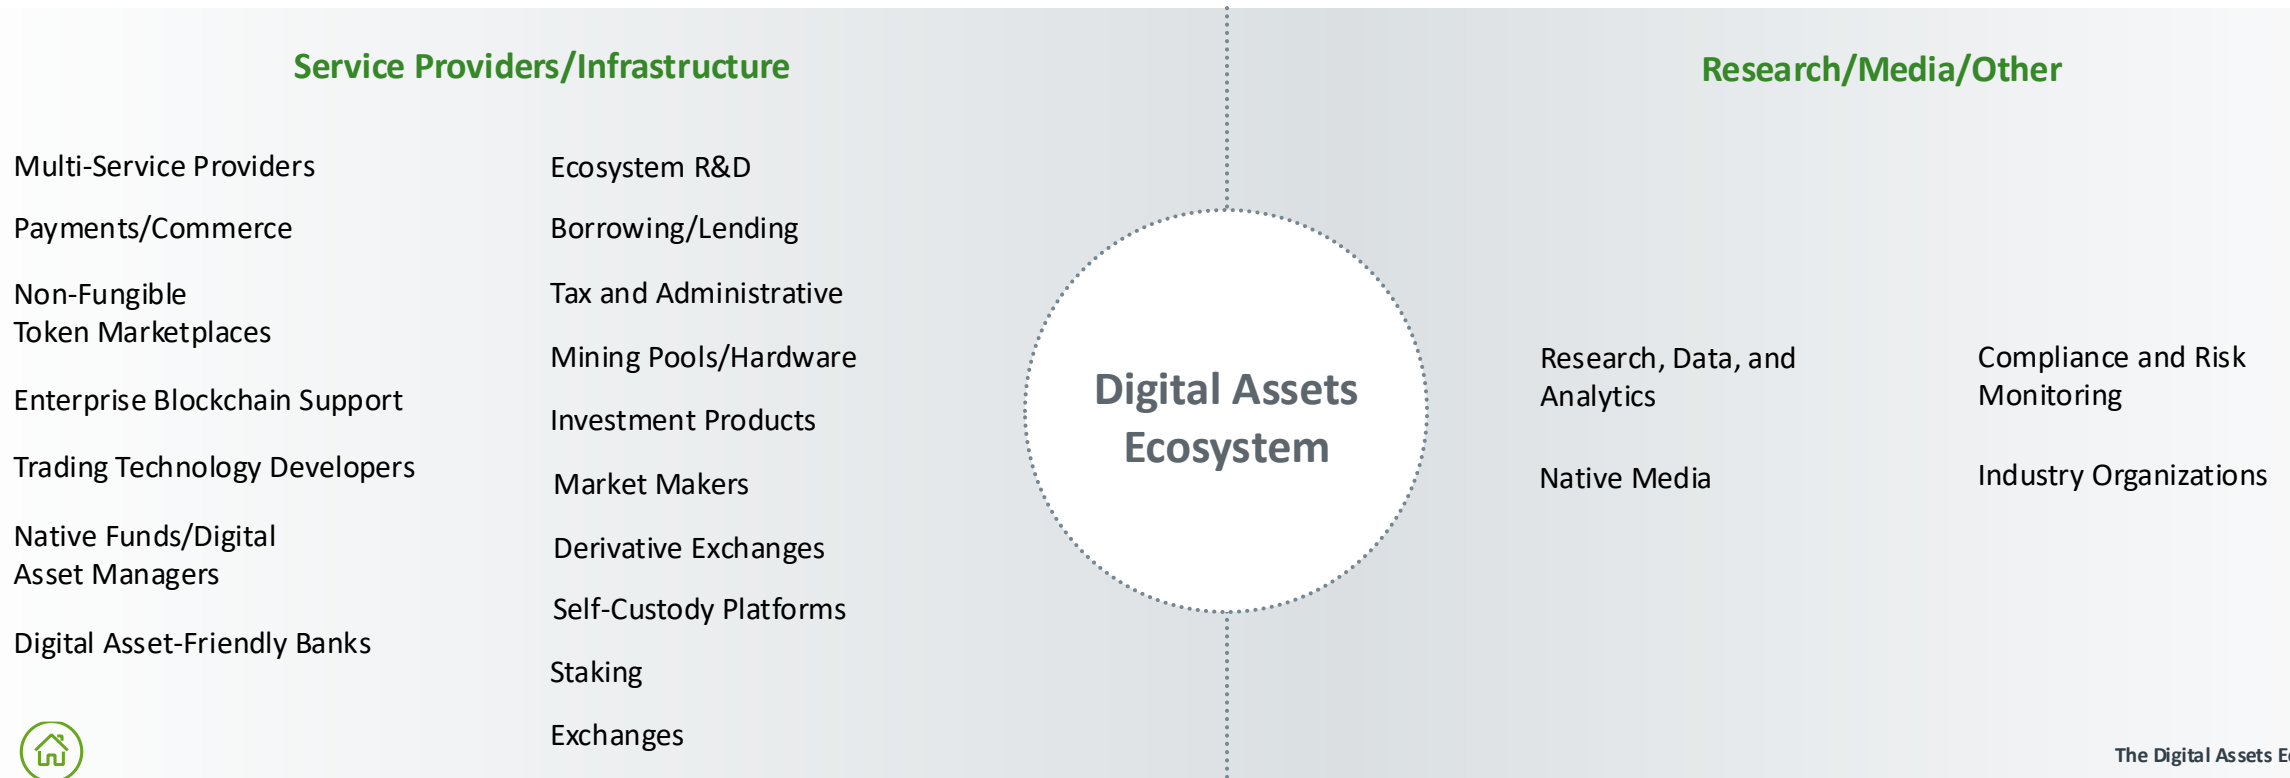 Service Providers/Infrastructure
Multi-Service Providers
Payments/Commerce
Non-Fungible
Token Marketplaces
Enterprise Blockchain Support
Trading Technology Developers
Native Funds/Digital
Asset Managers
Digital Asset-Friendly Banks
Ecosystem R&D
Borrowing/Lending
Tax and Administrative
Mining Pools/Hardware
Investment Products
Market Makers
Derivative Exchanges
Self-Custody Platforms
Staking
Exchanges
Digital Assets
Ecosystem
Research/Media/Other
Research, Data, and
Analytics
Native Media
Compliance and Risk
Monitoring
Industry Organizations
The Digital Assets